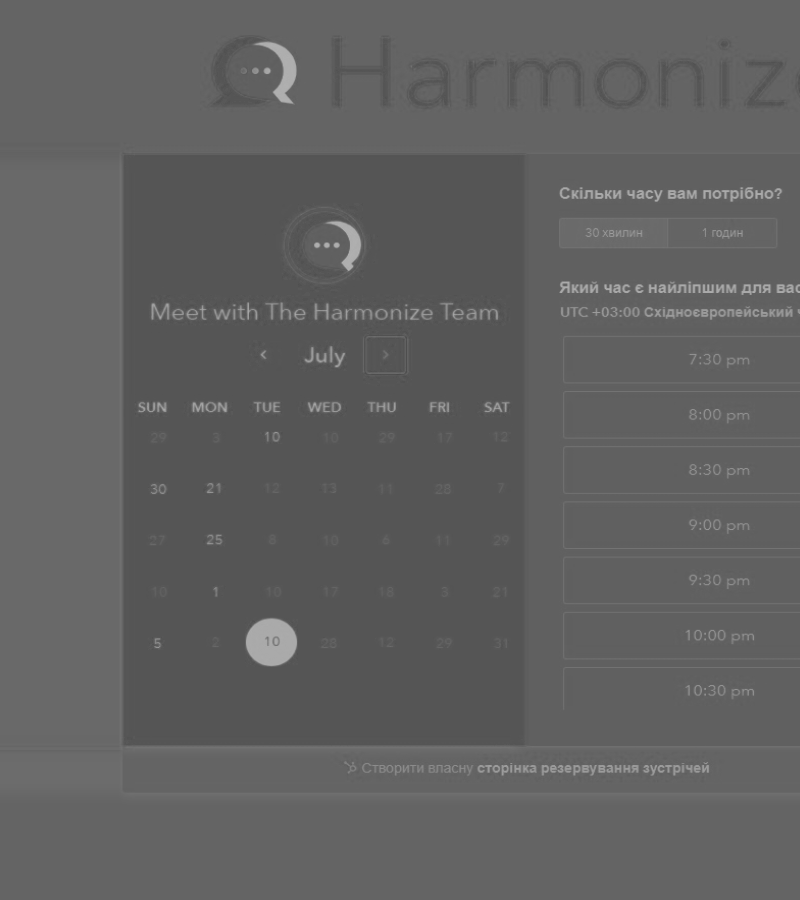 Harmonize
Meet with The Harmonize Team
July
SUN MON TUE WED THU FRI SAT
29 3 10 10 29 17 12
30 21 12 13 11 28 7
27 25 8 10 6 11 29
10 1 10 17 18 3 21
5 2 10 28 12 29 31
Скільки часу вам потрібно?
30 хвилин 1 годин
Який час є найліпшим для вас
UTC +03:00 Східноєвропейський ч
7:30 pm
8:00 pm
8:30 pm
9:00 pm
9:30 pm
10:00 pm
10:30 pm
Створити власну сторінка резервування зустрічей